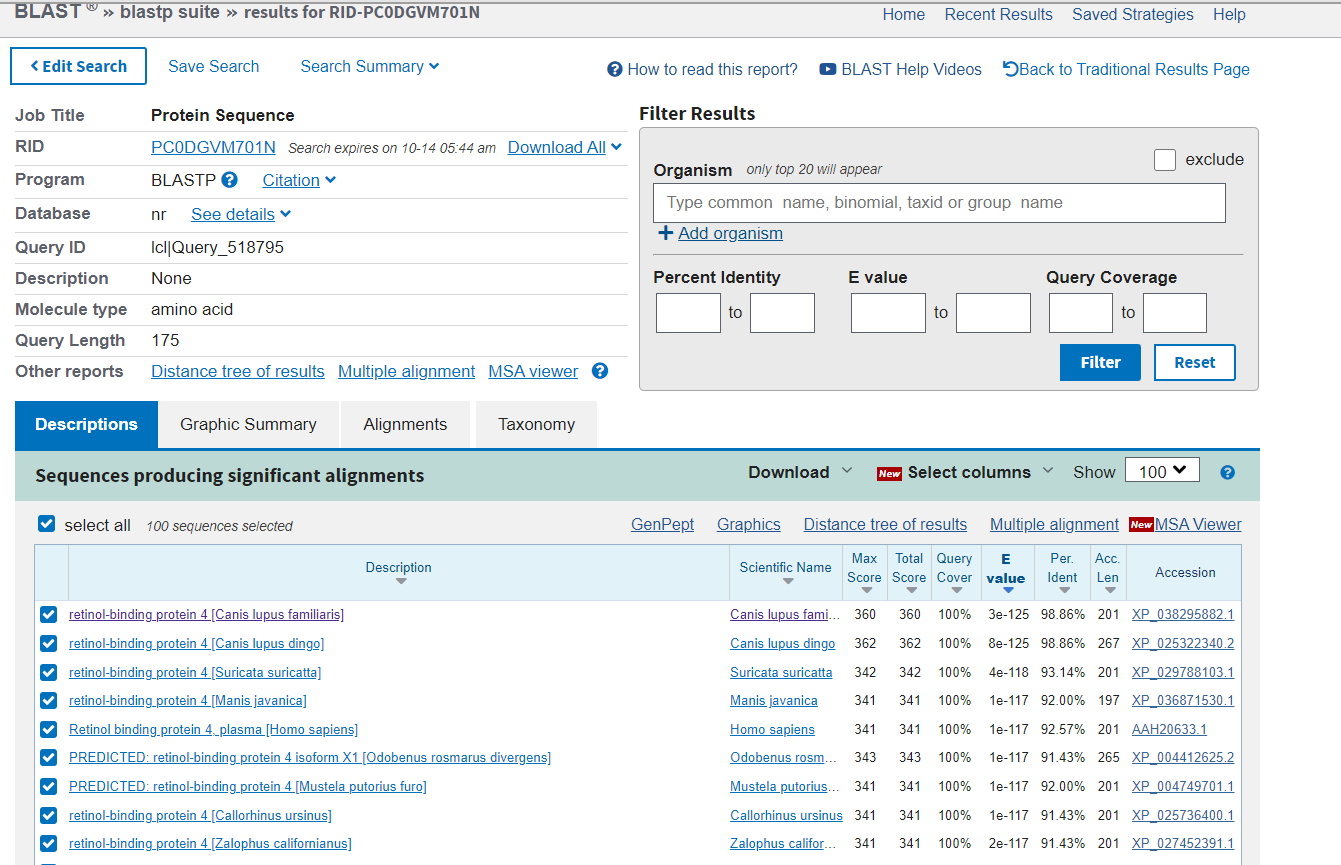 BLAST ® » blastp suite » results for RID-PC0DGVM701N
Home Recent Results Saved Strategies Help
Edit Search Save Search Search Summary
How to read this report? BLAST Help Videos Back to Traditional Results Page
Job Title Protein Sequence
RID PC0DGVM701N Search expires on 10-14 05:44 am Download All
Program BLASTP Citation
Database nr See details
Query ID lcl|Query_518795
Description None
Molecule type amino acid
Query Length 175
Other reports Distance tree of results Multiple alignment MSA viewer
Filter Results
Organism only top 20 will appear exclude
Type common name, binomial, taxid or group name
+ Add organism
Percent Identity E value Query Coverage
to to to
Filter Reset
Descriptions Graphic Summary Alignments Taxonomy
Sequences producing significant alignments Download New Select columns Show 100
select all 100 sequences selected GenPept Graphics Distance tree of results Multiple alignment New MSA Viewer
Description Scientific Name Max Score Total Score Query Cover E value Per. Ident Acc. Len Accession
retinol-binding protein 4 [Canis lupus familiaris] Canis lupus fami... 360 360 100% 3e-125 98.86% 201 XP_038295882.1
retinol-binding protein 4 [Canis lupus dingo] Canis lupus dingo 362 362 100% 8e-125 98.86% 267 XP_025322340.2
retinol-binding protein 4 [Suricata suricatta] Suricata suricatta 342 342 100% 4e-118 93.14% 201 XP_029788103.1
retinol-binding protein 4 [Manis javanica] Manis javanica 341 341 100% 1e-117 92.00% 197 XP_036871530.1
Retinol binding protein 4, plasma [Homo sapiens] Homo sapiens 341 341 100% 1e-117 92.57% 201 AAH20633.1
PREDICTED: retinol-binding protein 4 isoform X1 [Odobenus rosmarus divergens] Odobenus rosm... 343 343 100% 1e-117 91.43% 265 XP_004412625.2
PREDICTED: retinol-binding protein 4 [Mustela putorius furo] Mustela putorius... 341 341 100% 1e-117 92.00% 201 XP_004749701.1
retinol-binding protein 4 [Callorhinus ursinus] Callorhinus ursinus 341 341 100% 1e-117 91.43% 201 XP_025736400.1
retinol-binding protein 4 [Zalophus californianus] Zalophus califor... 341 341 100% 2e-117 91.43% 201 XP_027452391.1